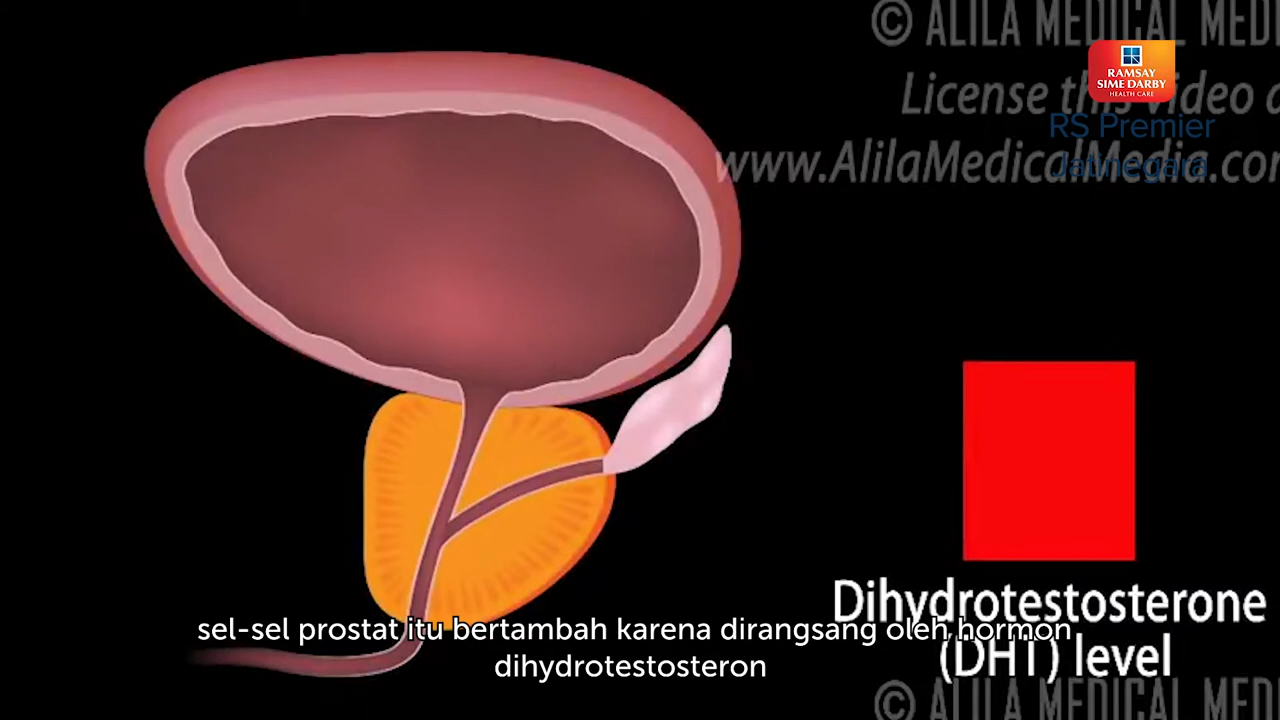 © ALILA MEDICAL MEDI
License this video a
www.AlilaMedicalMedia.com
RAMSAY
SIME DARBY
HEALTH CARE
RS Premier
Jatinegara
Dihydrotestosterone
(DHT) level
sel-sel prostat itu bertambah karena dirangsang oleh hormon
dihydrotestosteron
© ALILA MEDICAL MEDI